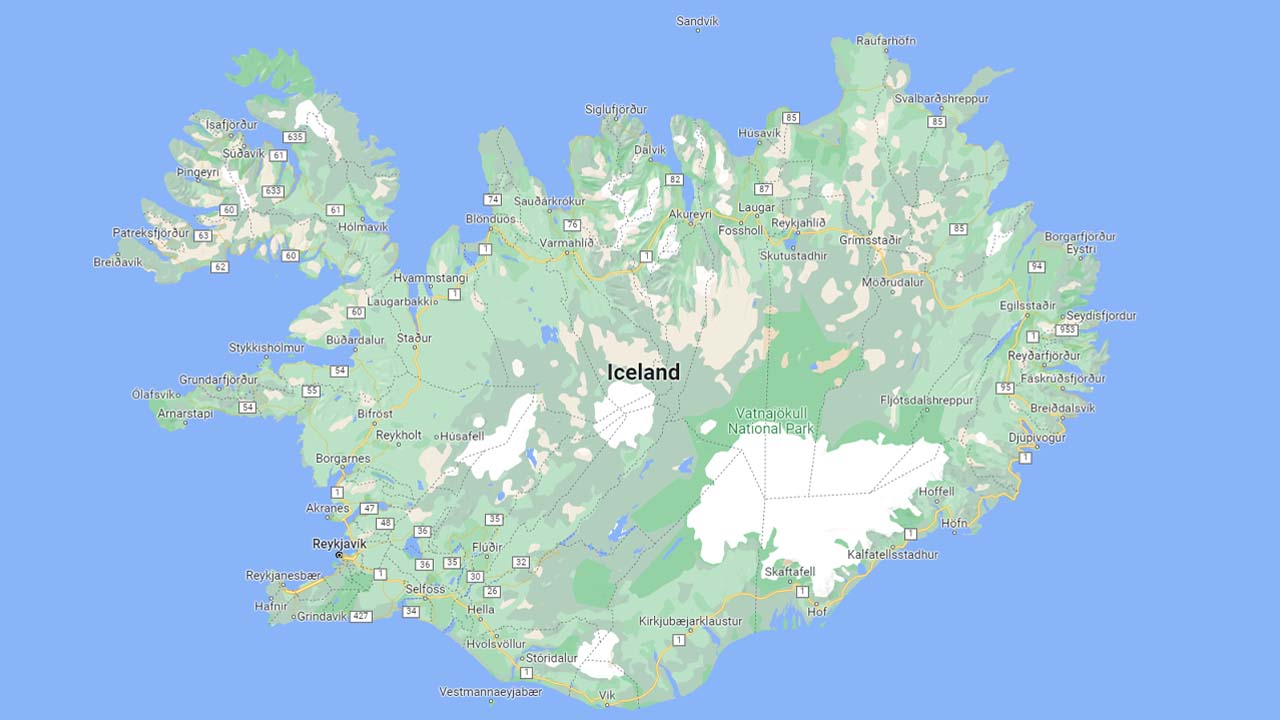 Sandvík
Raufarhöfn
Svalbarðshreppur
85
Siglufjörður
85
Húsavík
Ísafjörður
635
Súðavík
61
Dalvík
Þingeyri
82
633
87
74
Sauðárkrókur
60
61
Blönduós
Akureyri
Laugar
Hólmavík
76
Fossholl
Reykjahlíð
85
Patreksfjörður
63
Varmahlíð
Grímsstaðir
Borgarfjörður
Eystri
1
60
1
Skutustadhir
Breiðavík
62
94
Hvammstangi
Möðrudalur
1
Laugarbakki
60
Egilsstaðir
Seydisfjordur
953
Búðardalur
Staður
1
Stykkishólmur
Reyðarfjörður
54
Iceland
Grundarfjörður
Fáskrúðsfjörður
55
95
Ólafsvík
Fljótsdalshreppur
54
Arnarstapi
Bifröst
Vatnajökull
National Park
Breiðdalsvík
Reykholt
Húsafell
Djúpivogur
Borgarnes
1
1
Hoffell
Akranes
47
48
35
Höfn
36
1
Reykjavík
Flúðir
Kalfatellsstadhur
36
35
32
1
Reykjanesbær
30
Skaftafell
Selfoss
26
1
Hafnir
Grindavík
427
34
Hella
Hof
Kirkjubæjarklaustur
1
Hvolsvöllur
Stóridalur
1
Vestmannaeyjabær
Vik